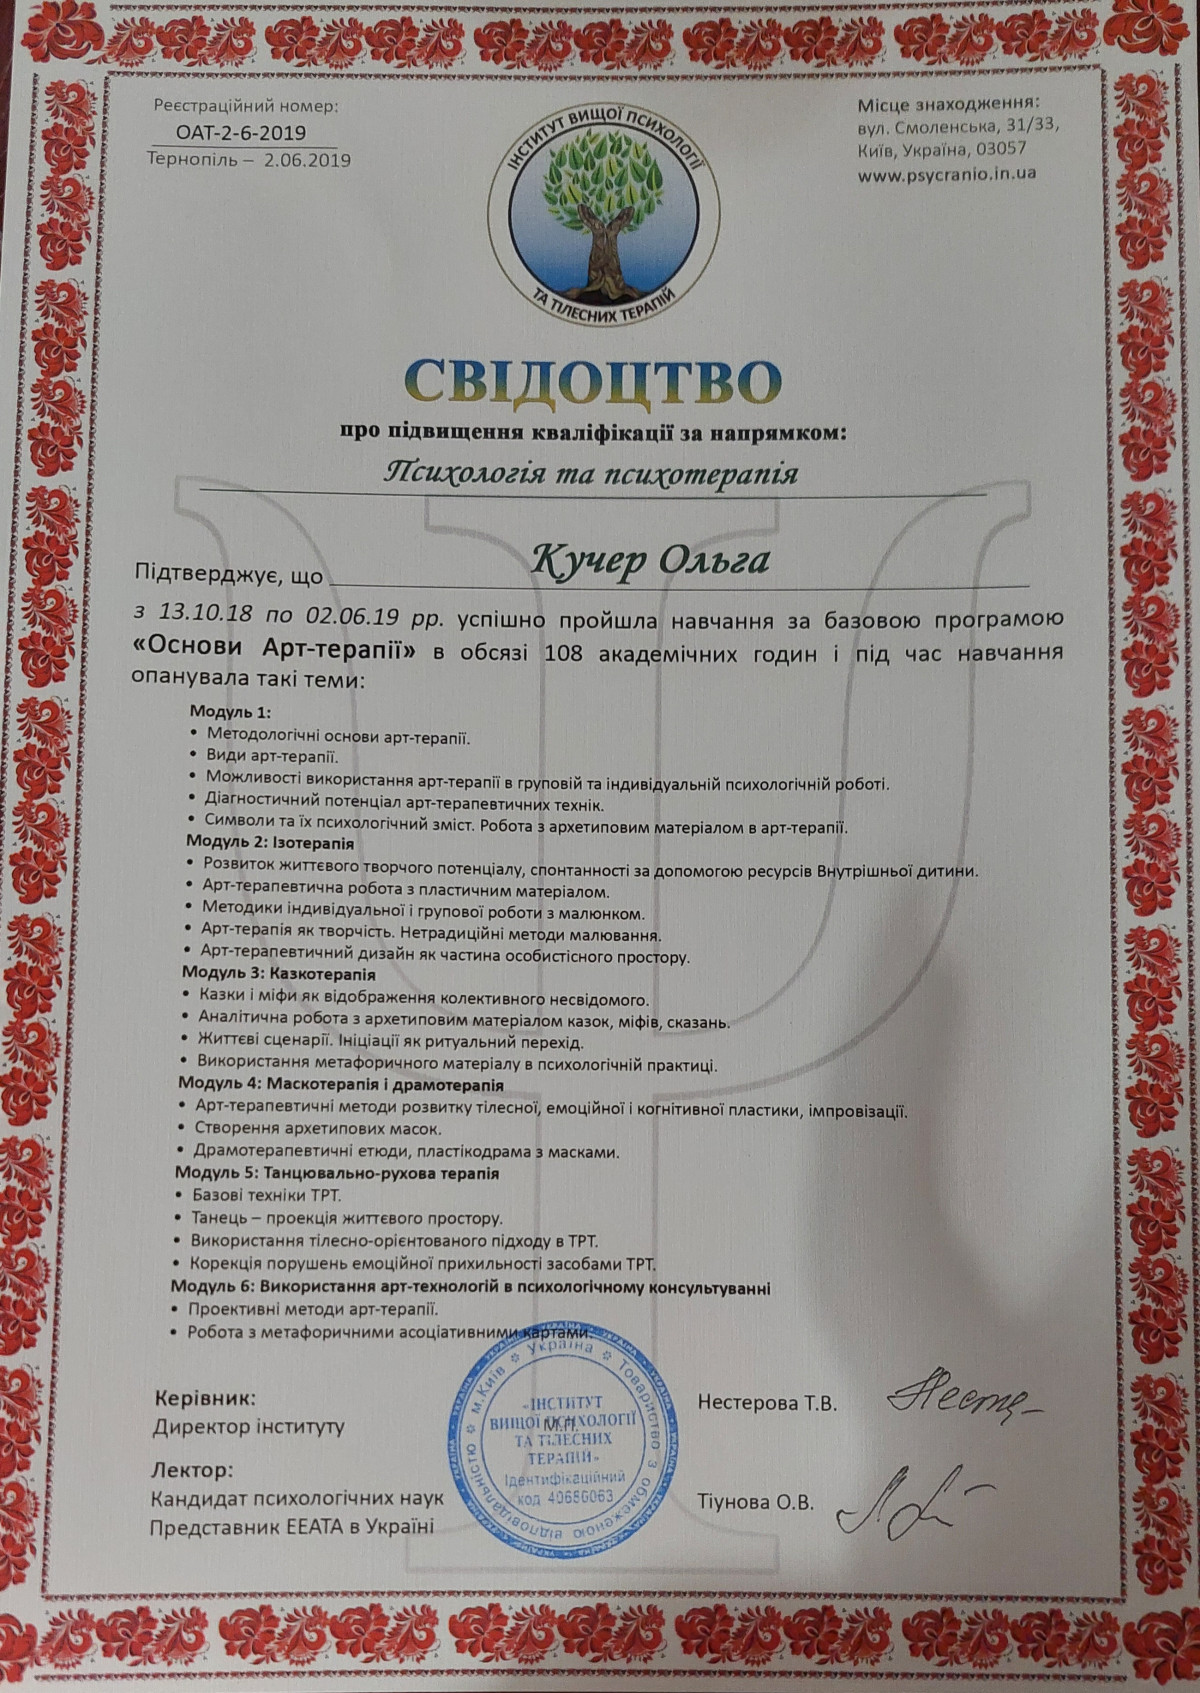 Реєстраційний номер:
ОАТ-2-6-2019
Тернопіль – 2.06.2019
ІНСТИТУТ ВИЩОЇ ПСИХОЛОГІЇ
ТА ТІЛЕСНИХ ТЕРАПІЙ
Місце знаходження:
вул. Смоленська, 31/33,
Київ, Україна, 03057
www.psycranio.in.ua
СВІДОЦТВО
про підвищення кваліфікації за напрямком:
Психологія та психотерапія
Підтверджує, що Кучер Ольга
з 13.10.18 по 02.06.19 рр. успішно пройшла навчання за базовою програмою
«Основи Арт-терапії» в обсязі 108 академічних годин і під час навчання
опанувала такі теми:
Модуль 1:
• Методологічні основи арт-терапії.
• Види арт-терапії.
• Можливості використання арт-терапії в груповій та індивідуальній психологічній роботі.
• Діагностичний потенціал арт-терапевтичних технік.
• Символи та їх психологічний зміст. Робота з архетиповим матеріалом в арт-терапії.
Модуль 2: Ізотерапія
• Розвиток життєвого творчого потенціалу, спонтанності за допомогою ресурсів Внутрішньої дитини.
• Арт-терапевтична робота з пластичним матеріалом.
• Методики індивідуальної і групової роботи з малюнком.
• Арт-терапія як творчість. Нетрадиційні методи малювання.
• Арт-терапевтичний дизайн як частина особистісного простору.
Модуль 3: Казкотерапія
• Казки і міфи як відображення колективного несвідомого.
• Аналітична робота з архетиповим матеріалом казок, міфів, сказань.
• Життєві сценарії. Ініціації як ритуальний перехід.
• Використання метафоричного матеріалу в психологічній практиці.
Модуль 4: Маскотерапія і драмотерапія
• Арт-терапевтичні методи розвитку тілесної, емоційної і когнітивної пластики, імпровізації.
• Створення архетипових масок.
• Драмотерапевтичні етюди, пластікодрама з масками.
Модуль 5: Танцювально-рухова терапія
• Базові техніки ТРТ.
• Танець – проекція життєвого простору.
• Використання тілесно-орієнтованого підходу в ТРТ.
• Корекція порушень емоційної прихильності засобами ТРТ.
Модуль 6: Використання арт-технологій в психологічному консультуванні
• Проективні методи арт-терапії.
• Робота з метафоричними асоціативними картами.
Керівник:
Директор інституту
Нестерова Т.В.
Лектор:
Кандидат психологічних наук
Представник ЕЕАТА в Україні
Тіунова О.В.
М.П.
Україна
Товариство з обмеженою відповідальністю
м.Київ
«ІНСТИТУТ
ВИЩОЇ ПСИХОЛОГІЇ
ТА ТІЛЕСНИХ
ТЕРАПІЙ»
Ідентифікаційний
код 40656063